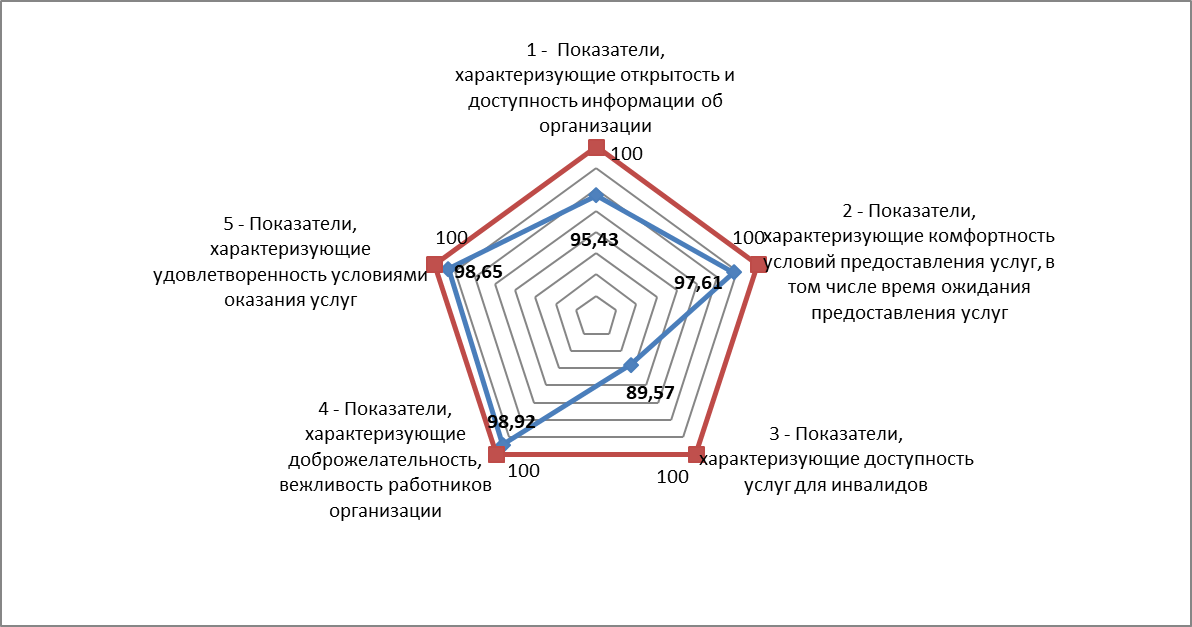 1 -  Показатели,
характеризующие открытость и
доступность информации об
организации
100
95,43
2 - Показатели,
характеризующие комфортность
условий предоставления услуг, в
том числе время ожидания
предоставления услуг
100
97,61
3 - Показатели,
характеризующие доступность
услуг для инвалидов
100
89,57
4 - Показатели,
характеризующие
доброжелательность,
вежливость работников
организации
100
98,92
5 - Показатели,
характеризующие
удовлетворенность условиями
оказания услуг
100
98,65